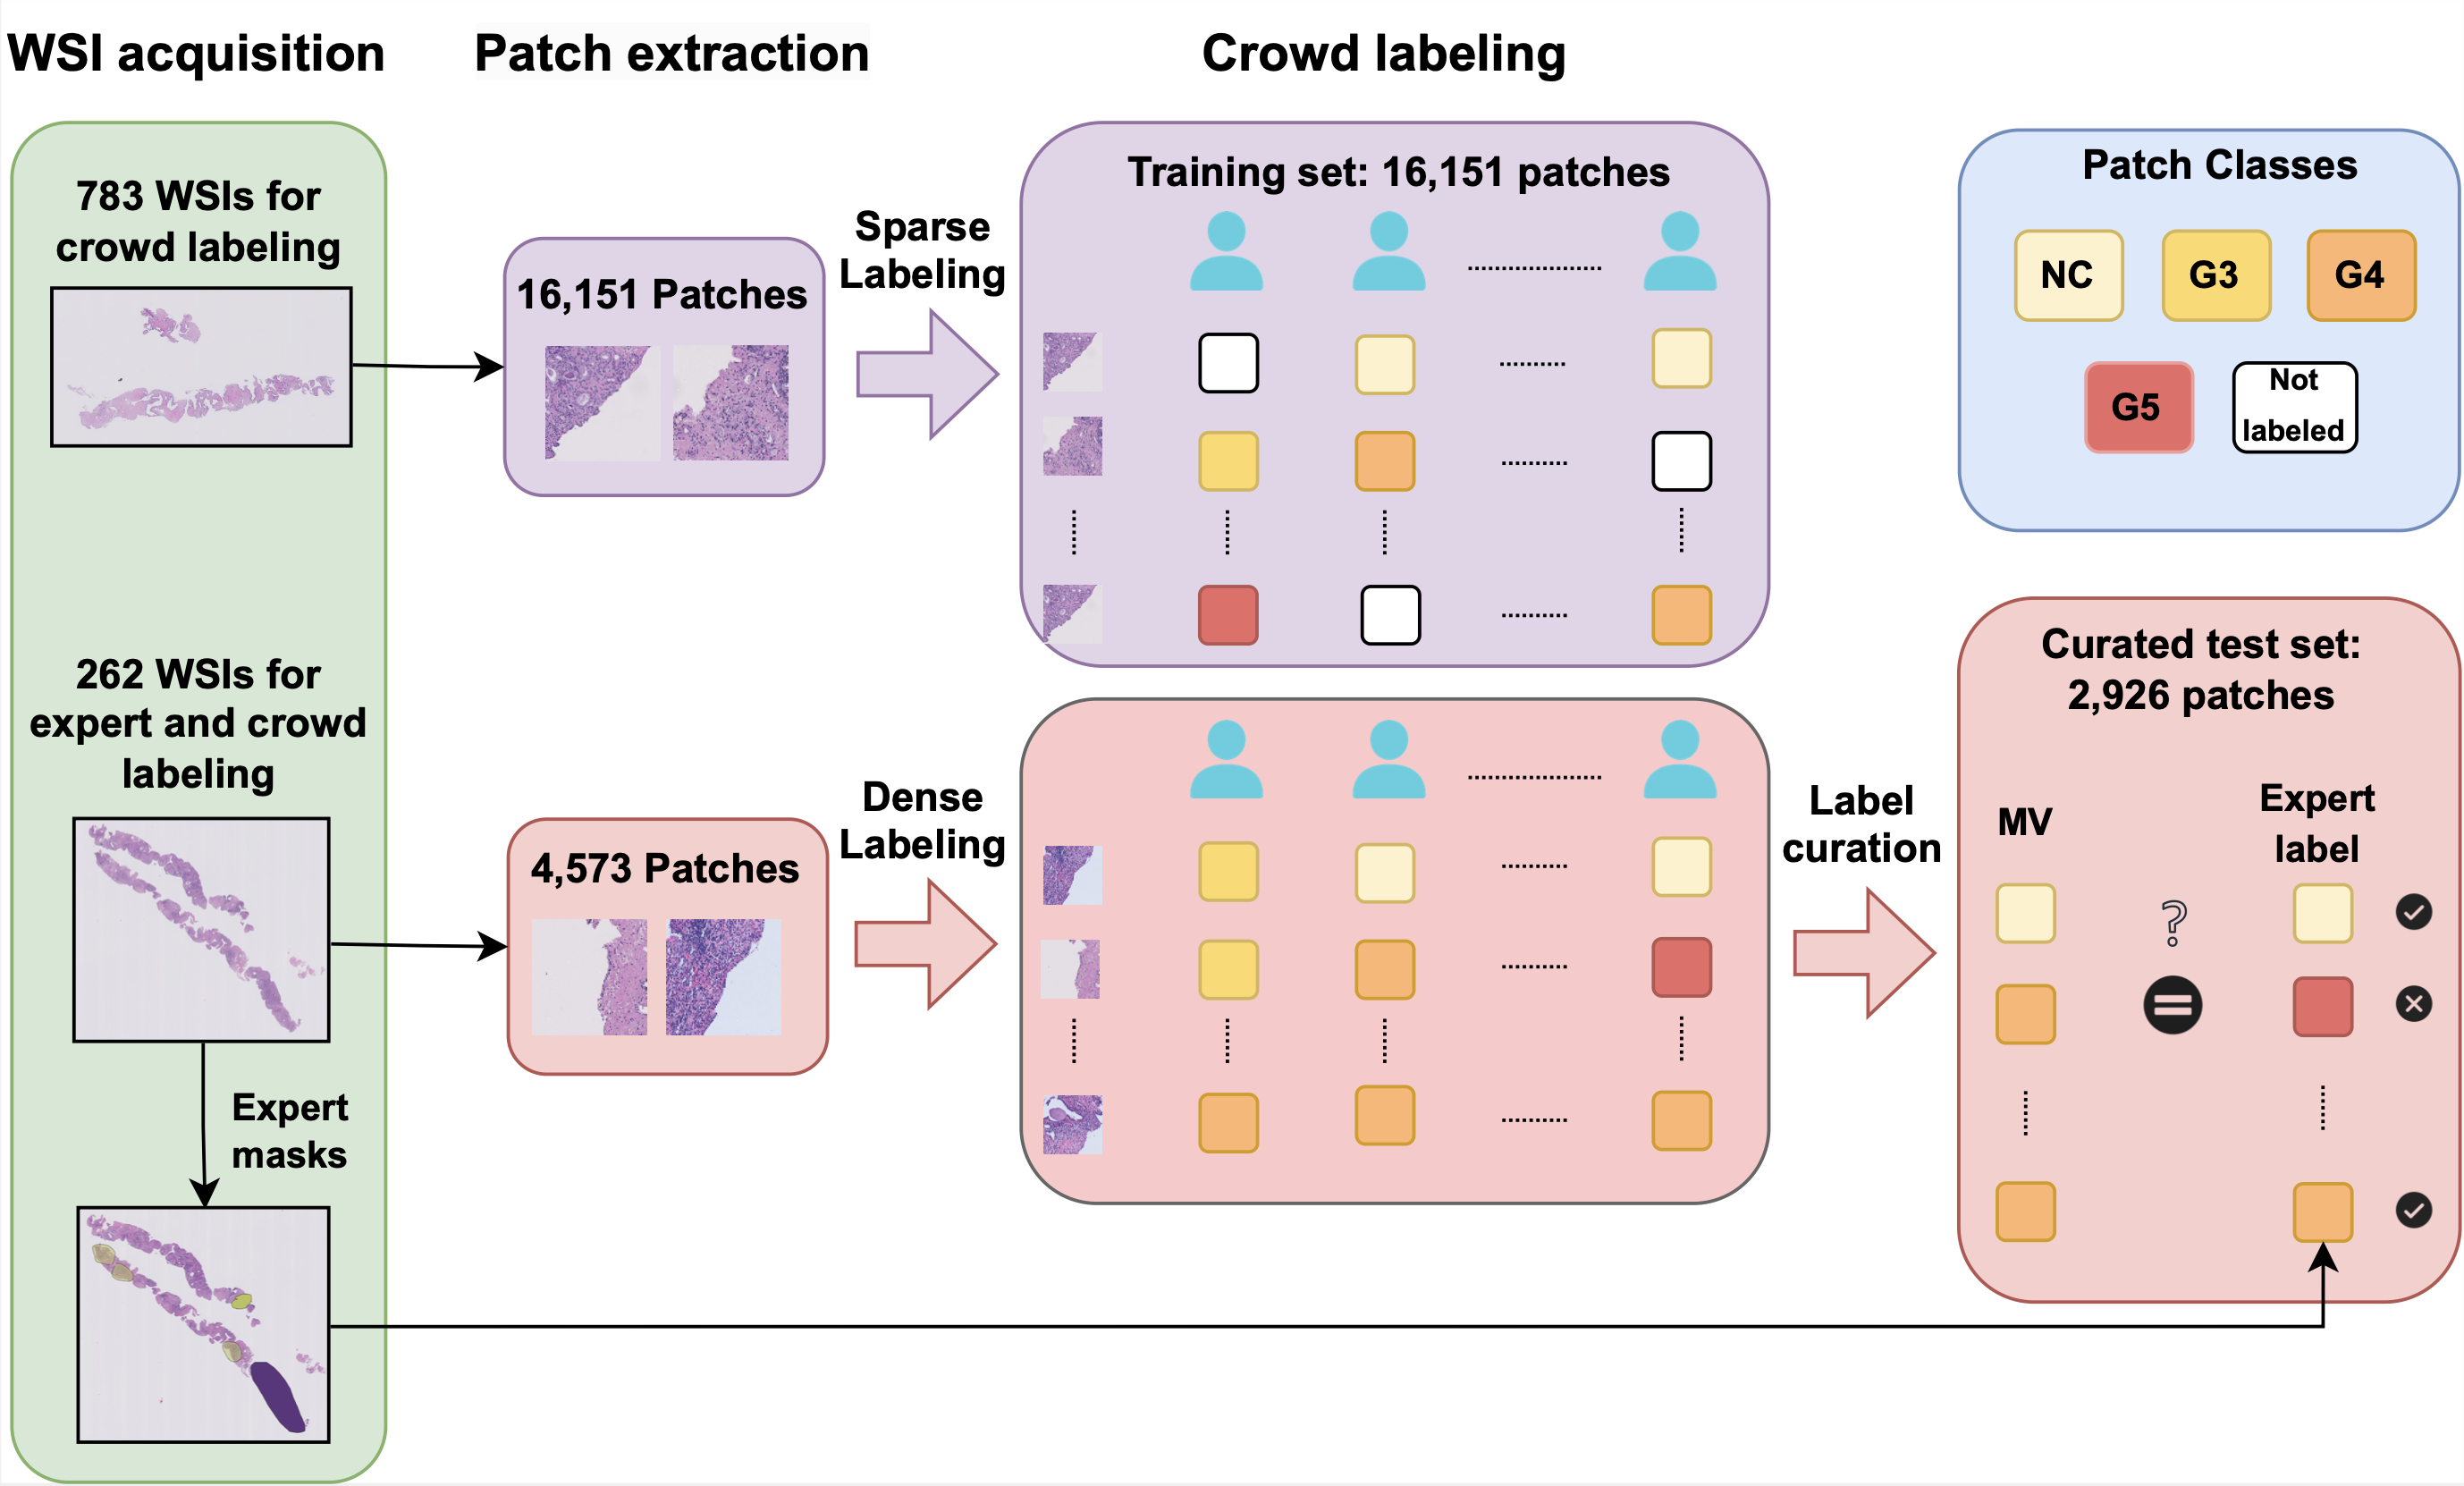 WSI acquisition
Patch extraction
Crowd labeling
783 WSIs for
crowd labeling
16,151 Patches
Sparse
Labeling
Training set: 16,151 patches
Patch Classes
NC
G3
G4
G5
Not
labeled
262 WSIs for
expert and crowd
labeling
Expert
masks
4,573 Patches
Dense
Labeling
Label
curation
Curated test set:
2,926 patches
MV
Expert
label
?
=